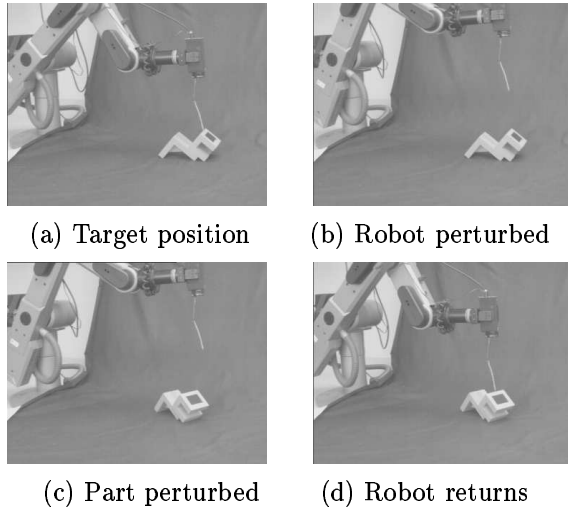 (a) Target position
(b) Robot perturbed
(c) Part perturbed
(d) Robot returns